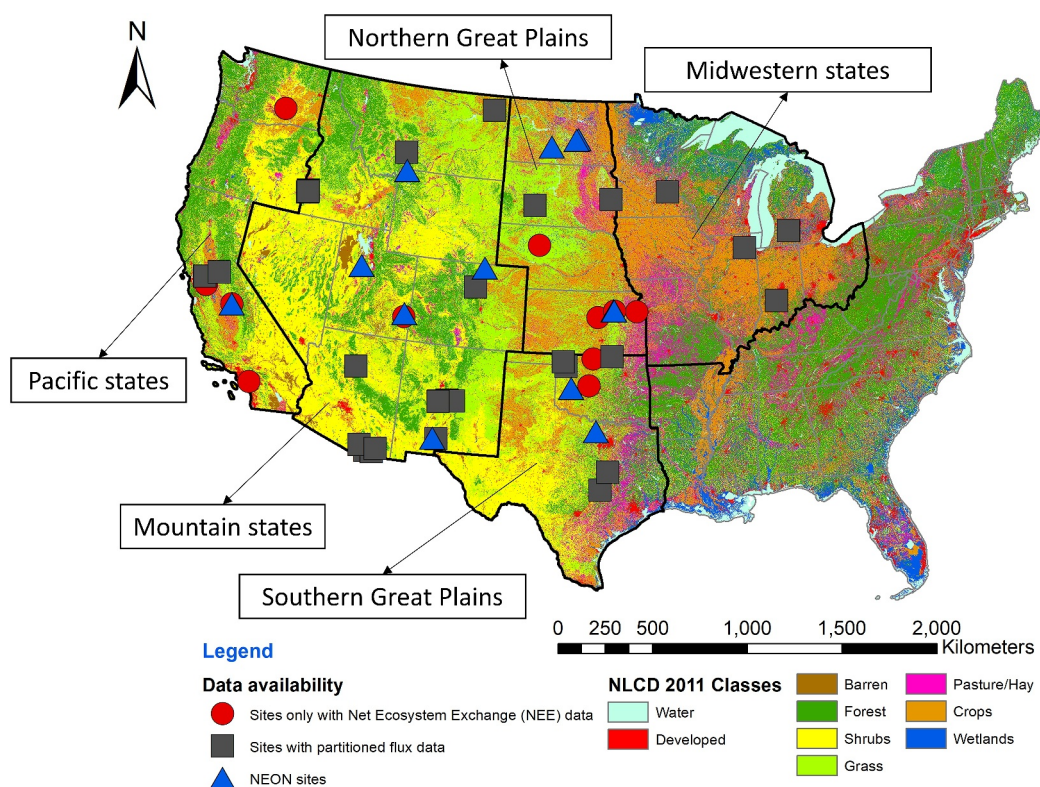 N
Northern Great Plains
Midwestern states
Pacific states
Mountain states
Southern Great Plains
0 250 500 1,000 1,500 2,000
Kilometers
Legend
Data availability
Sites only with Net Ecosystem Exchange (NEE) data
Sites with partitioned flux data
NEON sites
NLCD 2011 Classes
Water
Developed
Barren
Forest
Shrubs
Grass
Pasture/Hay
Crops
Wetlands